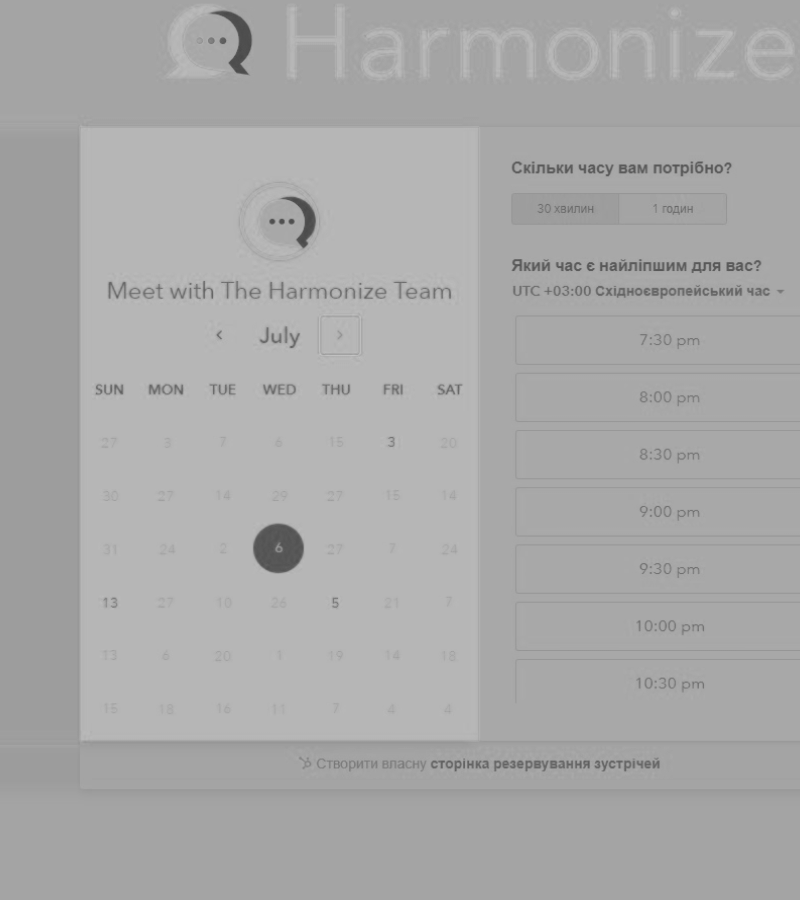 Harmonize
Meet with The Harmonize Team
July
SUN MON TUE WED THU FRI SAT
27 3 7 6 15 3 20
30 27 14 29 27 15 14
31 24 2 6 27 7 24
13 27 10 26 5 21 7
13 6 20 1 19 14 18
15 18 16 11 7 4 4
Скільки часу вам потрібно?
30 хвилин 1 годин
Який час є найліпшим для вас?
UTC +03:00 Східноєвропейський час
7:30 pm
8:00 pm
8:30 pm
9:00 pm
9:30 pm
10:00 pm
10:30 pm
Створити власну сторінка резервування зустрічей